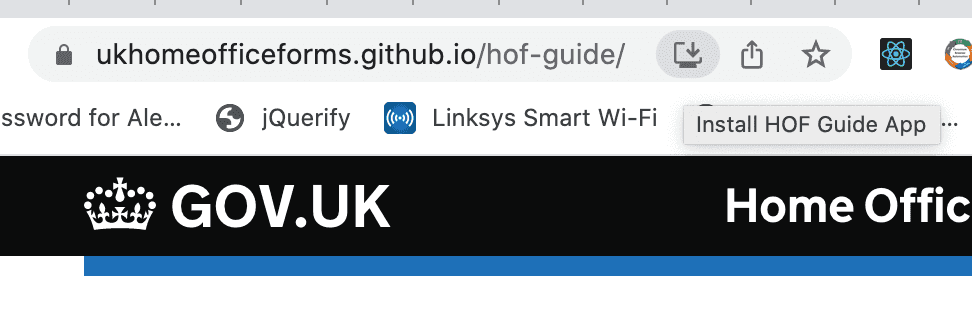 ukhomeofficeforms.github.io/hof-guide/
ssword for Ale... jQuerify Linksys Smart Wi-Fi ...
Install HOF Guide App
GOV.UK Home Offic